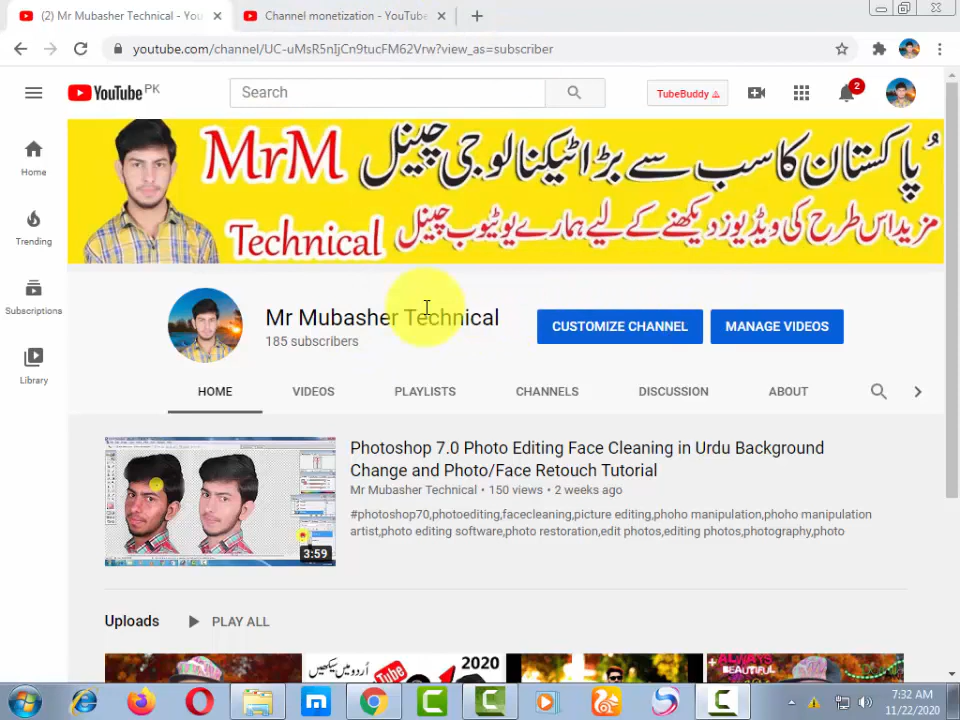 (2) Mr Mubasher Technical - You
Channel monetization - YouTube
youtube.com/channel/UC-uMsR5nIjCn9tucFM62Vrw?view_as=subscriber
YouTube PK
Search
TubeBuddy
2
Home
Trending
Subscriptions
Library
MrM
Technical
پاکستان کا سب سے بڑا ٹیکنالوجی چینل
مزید اس طرح کی ویڈیوز دیکھنے کے لیے ہمارے یوٹیوب چینل
Mr Mubasher Technical
185 subscribers
CUSTOMIZE CHANNEL
MANAGE VIDEOS
HOME
VIDEOS
PLAYLISTS
CHANNELS
DISCUSSION
ABOUT
3:59
Photoshop 7.0 Photo Editing Face Cleaning in Urdu Background
Change and Photo/Face Retouch Tutorial
Mr Mubasher Technical • 150 views • 2 weeks ago
#photoshop70,photoediting,facecleaning,picture editing,phoho manipulation,phoho manipulation
artist,photo editing software,photo restoration,edit photos,editing photos,photography,photo
Uploads
PLAY ALL
اُردو میں سیکھیں
Tube
2020
ALWAYS
7:32 AM
11/22/2020